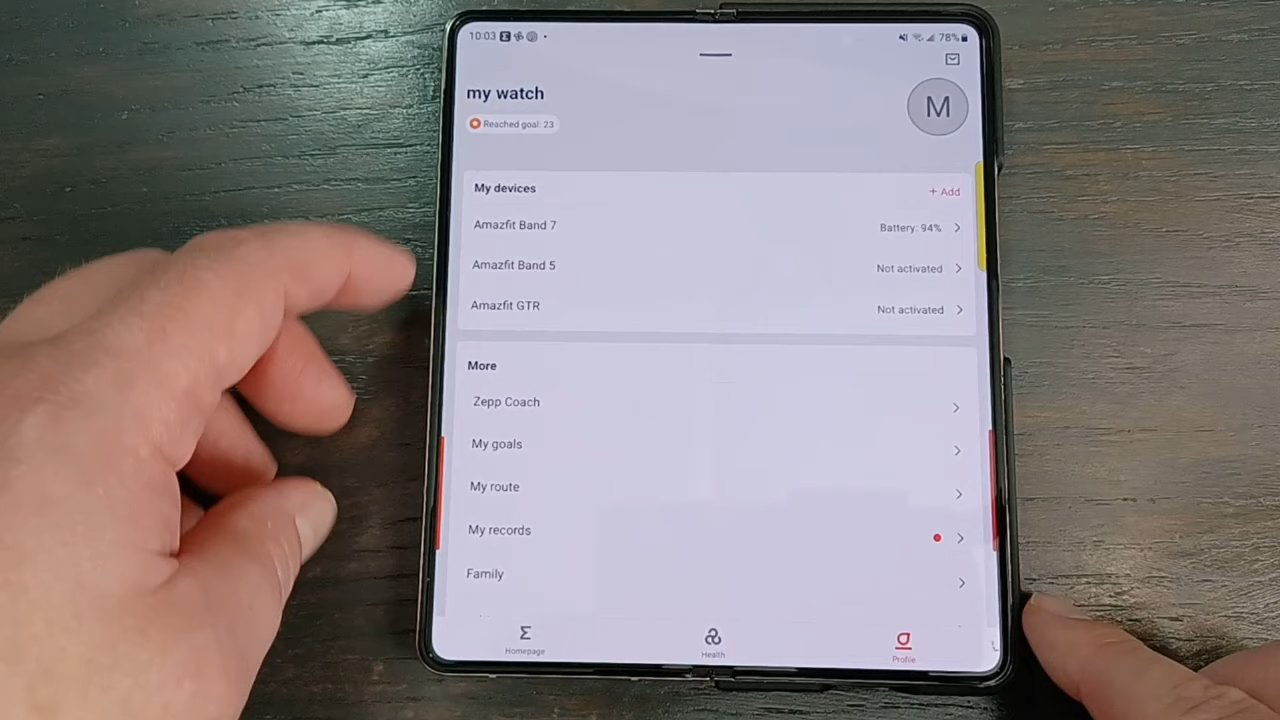 10:03
78%
my watch
M
Reached goal: 23
My devices
+ Add
Amazfit Band 7
Battery: 94%
Amazfit Band 5
Not activated
Amazfit GTR
Not activated
More
Zepp Coach
My goals
My route
My records
Family
Homepage
Health
Profile